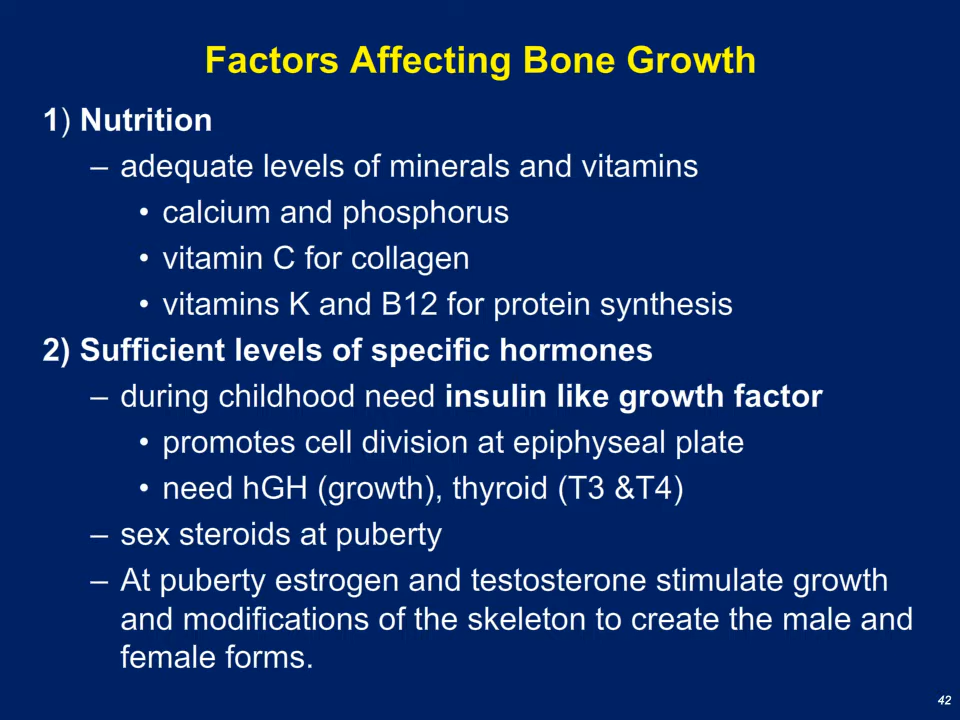 Factors Affecting Bone Growth
1) Nutrition
– adequate levels of minerals and vitamins
• calcium and phosphorus
• vitamin C for collagen
• vitamins K and B12 for protein synthesis
2) Sufficient levels of specific hormones
– during childhood need insulin like growth factor
• promotes cell division at epiphyseal plate
• need hGH (growth), thyroid (T3 &T4)
– sex steroids at puberty
– At puberty estrogen and testosterone stimulate growth
and modifications of the skeleton to create the male and
female forms.
42